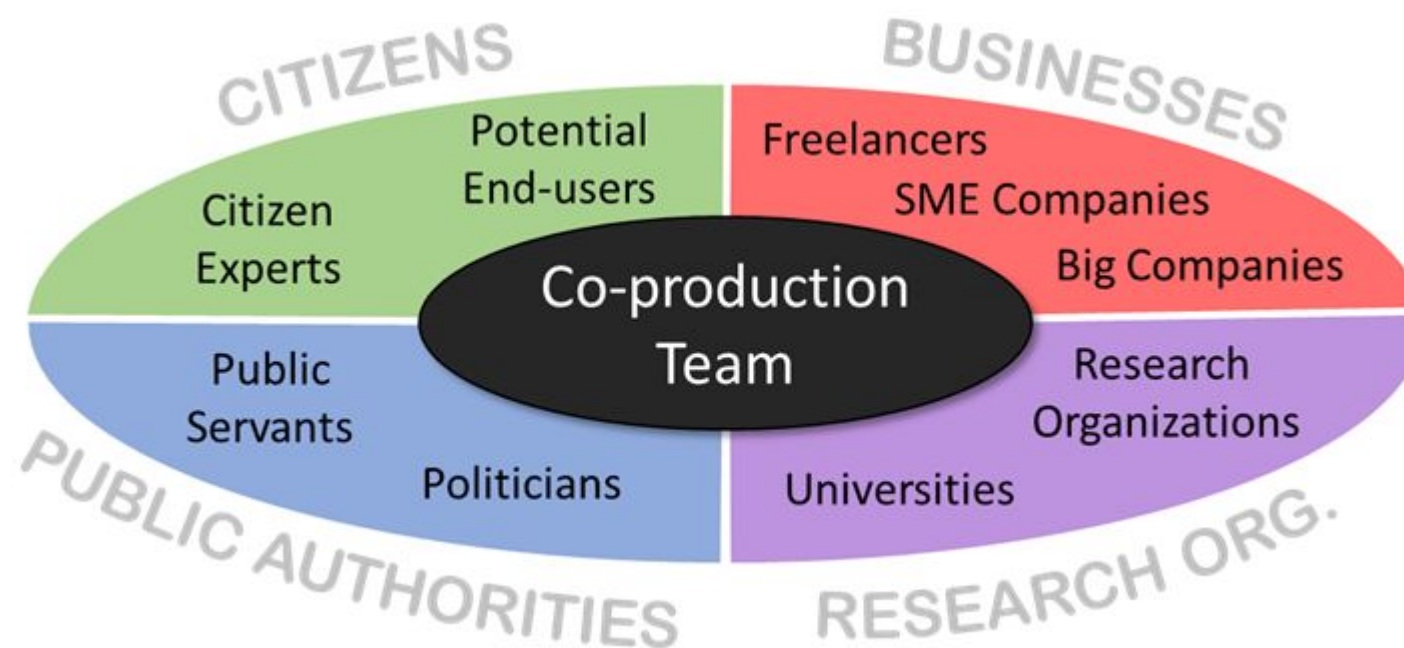 CITIZENS
BUSINESSES
Potential
End-users
Citizen
Experts
Freelancers
SME Companies
Big Companies
Co-production
Team
Public
Servants
Politicians
Research
Organizations
Universities
PUBLIC AUTHORITIES
RESEARCH ORG.